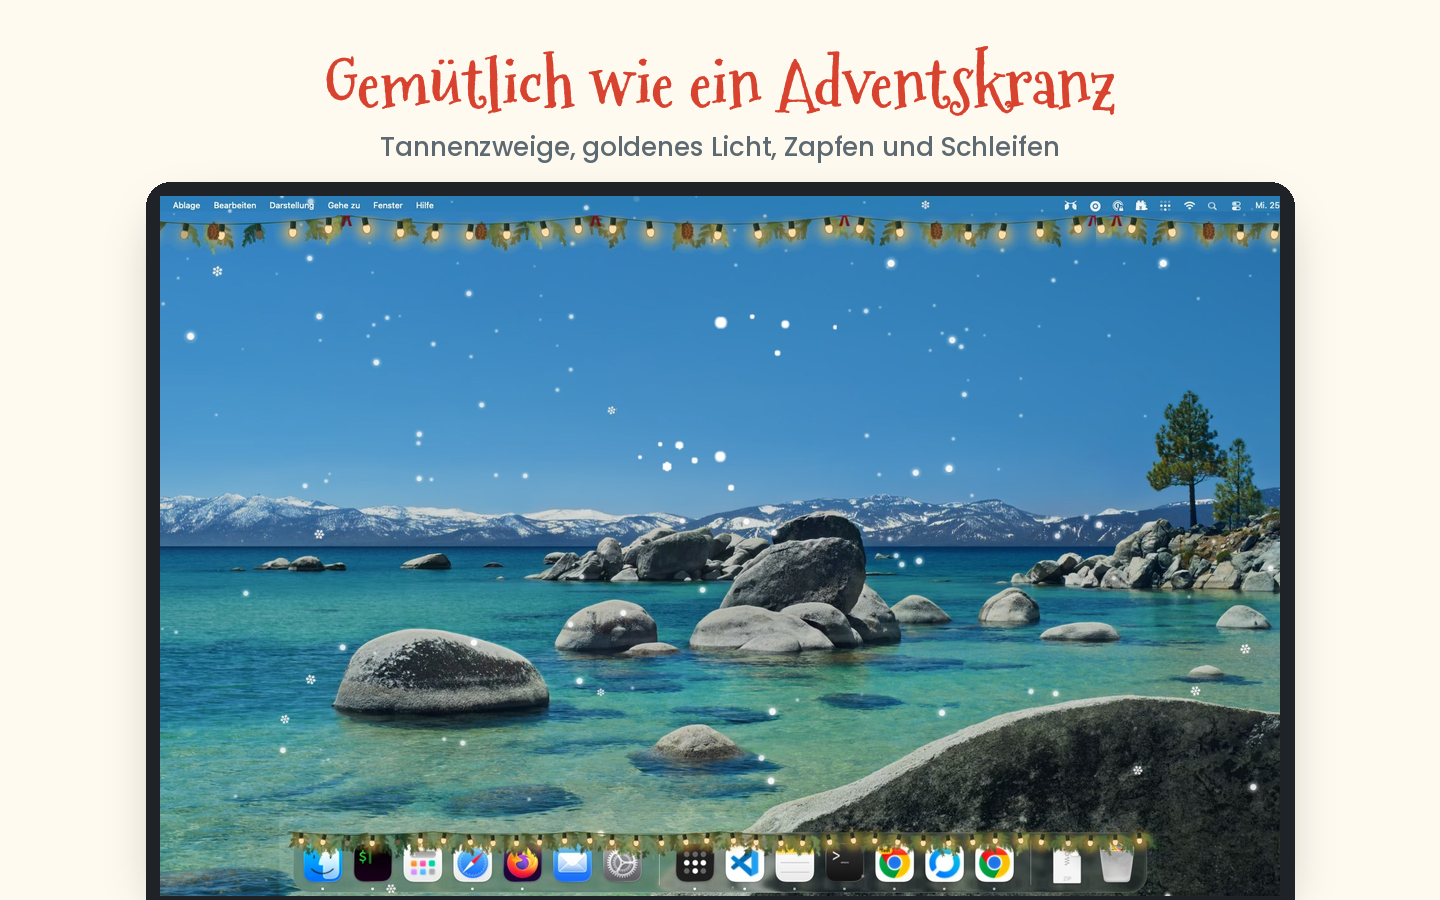 Gemütlich wie ein Adventskranz
Tannenzweige, goldenes Licht, Zapfen und Schleifen
Ablage Bearbeiten Darstellung Gehe zu Fenster Hilfe Mi. 25
$
>_